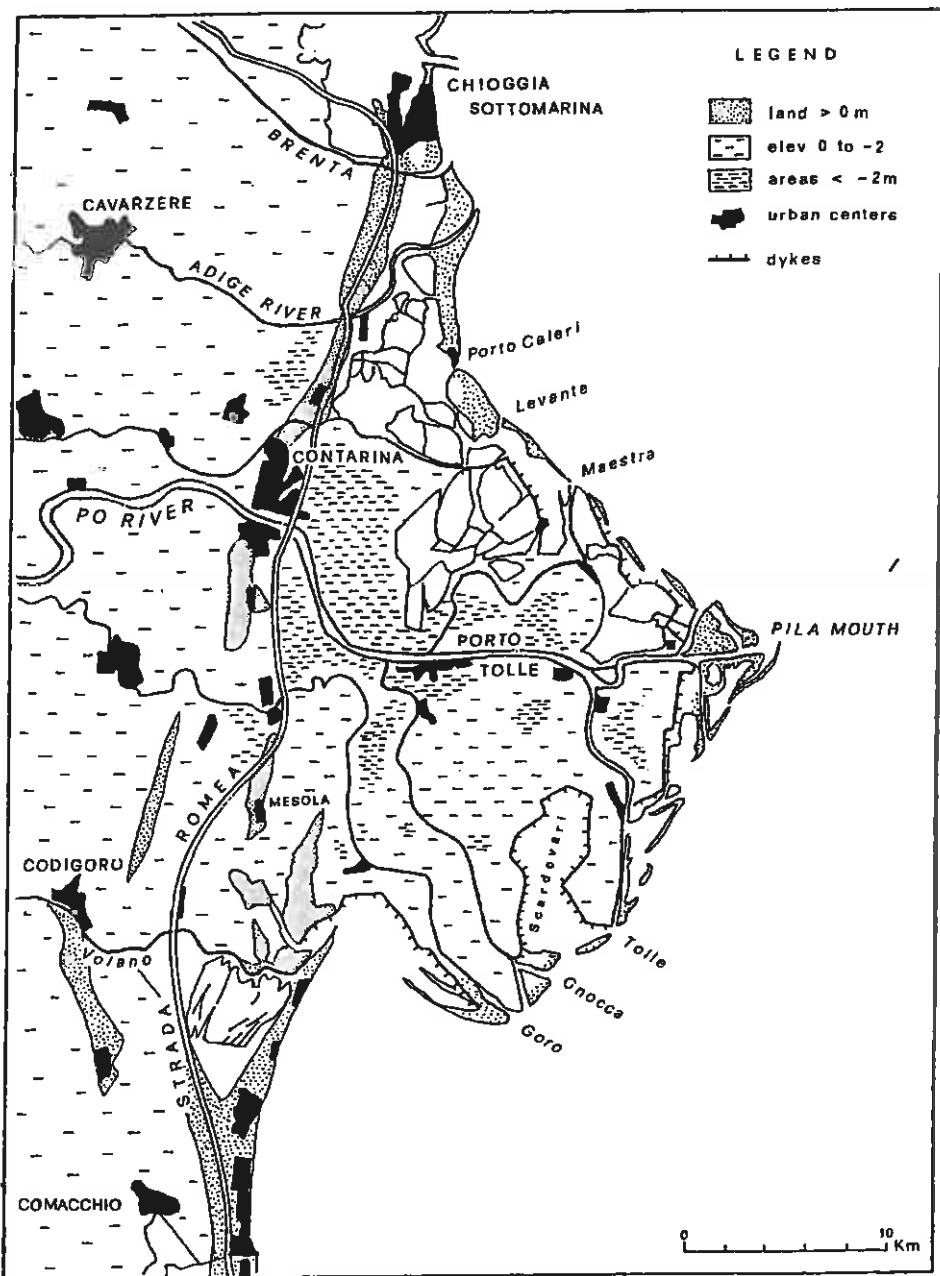 LEGEND
land > 0m
elev 0 to -2
areas < -2m
urban centers
dykes
CHIOGGIA
SOTTOMARINA
BRENTA
CAVARZERE
ADIGE RIVER
Porto Caleri
Levante
Maestra
CONTARINA
PO RIVER
PILA MOUTH
PORTO
TOLLE
ROMEA
MESOLA
Scardovari
CODIGORO
Volano
Tolle
Gnocca
Goro
STRADA
COMACCHIO
0 10
Km